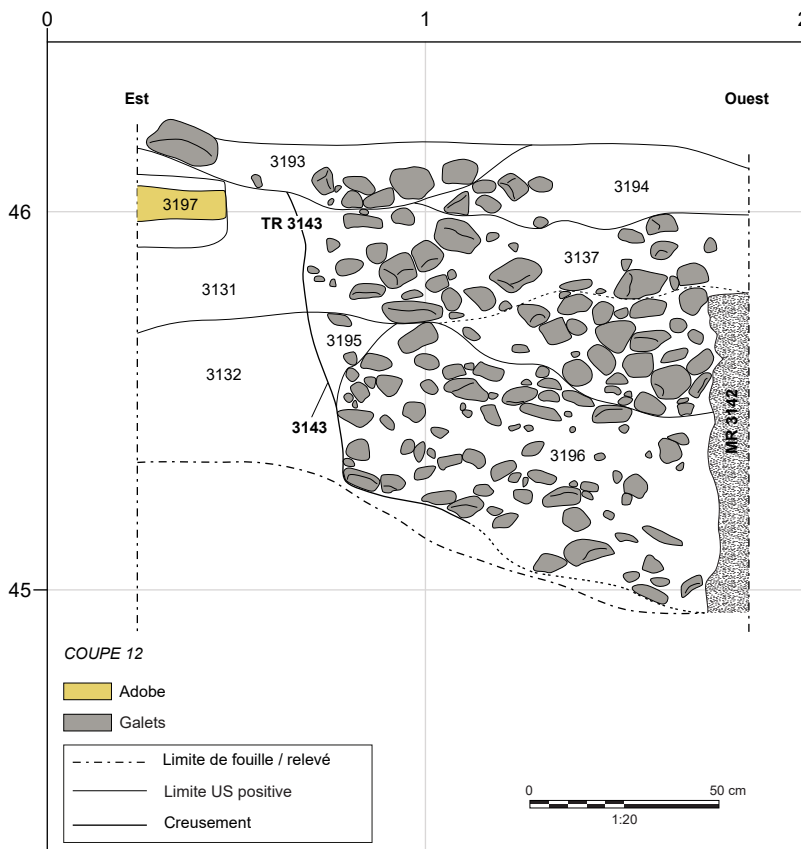 0 1 2
Est Ouest
3193
3194
3197
46
TR 3143
3137
3131
3195
3132
MR 3142
3143
3196
45
COUPE 12
Adobe
Galets
Limite de fouille / relevé
Limite US positive
Creusement
0 50 cm
1:20